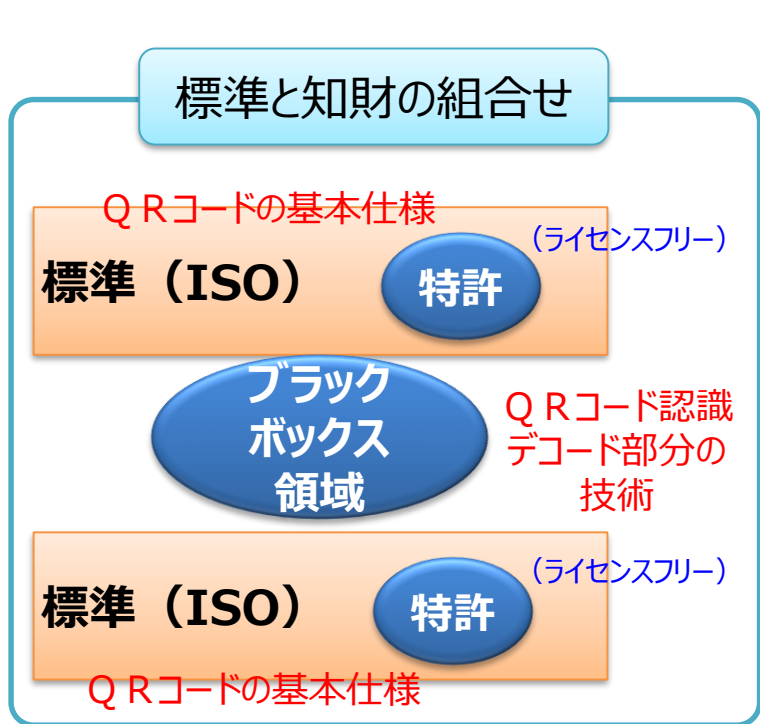 標準と知財の組合せ
ＱＲコードの基本仕様
（ライセンスフリー）
標準（ISO）
特許
ブラック
ボックス
領域
ＱＲコード認識
デコード部分の
技術
（ライセンスフリー）
標準（ISO）
特許
ＱＲコードの基本仕様